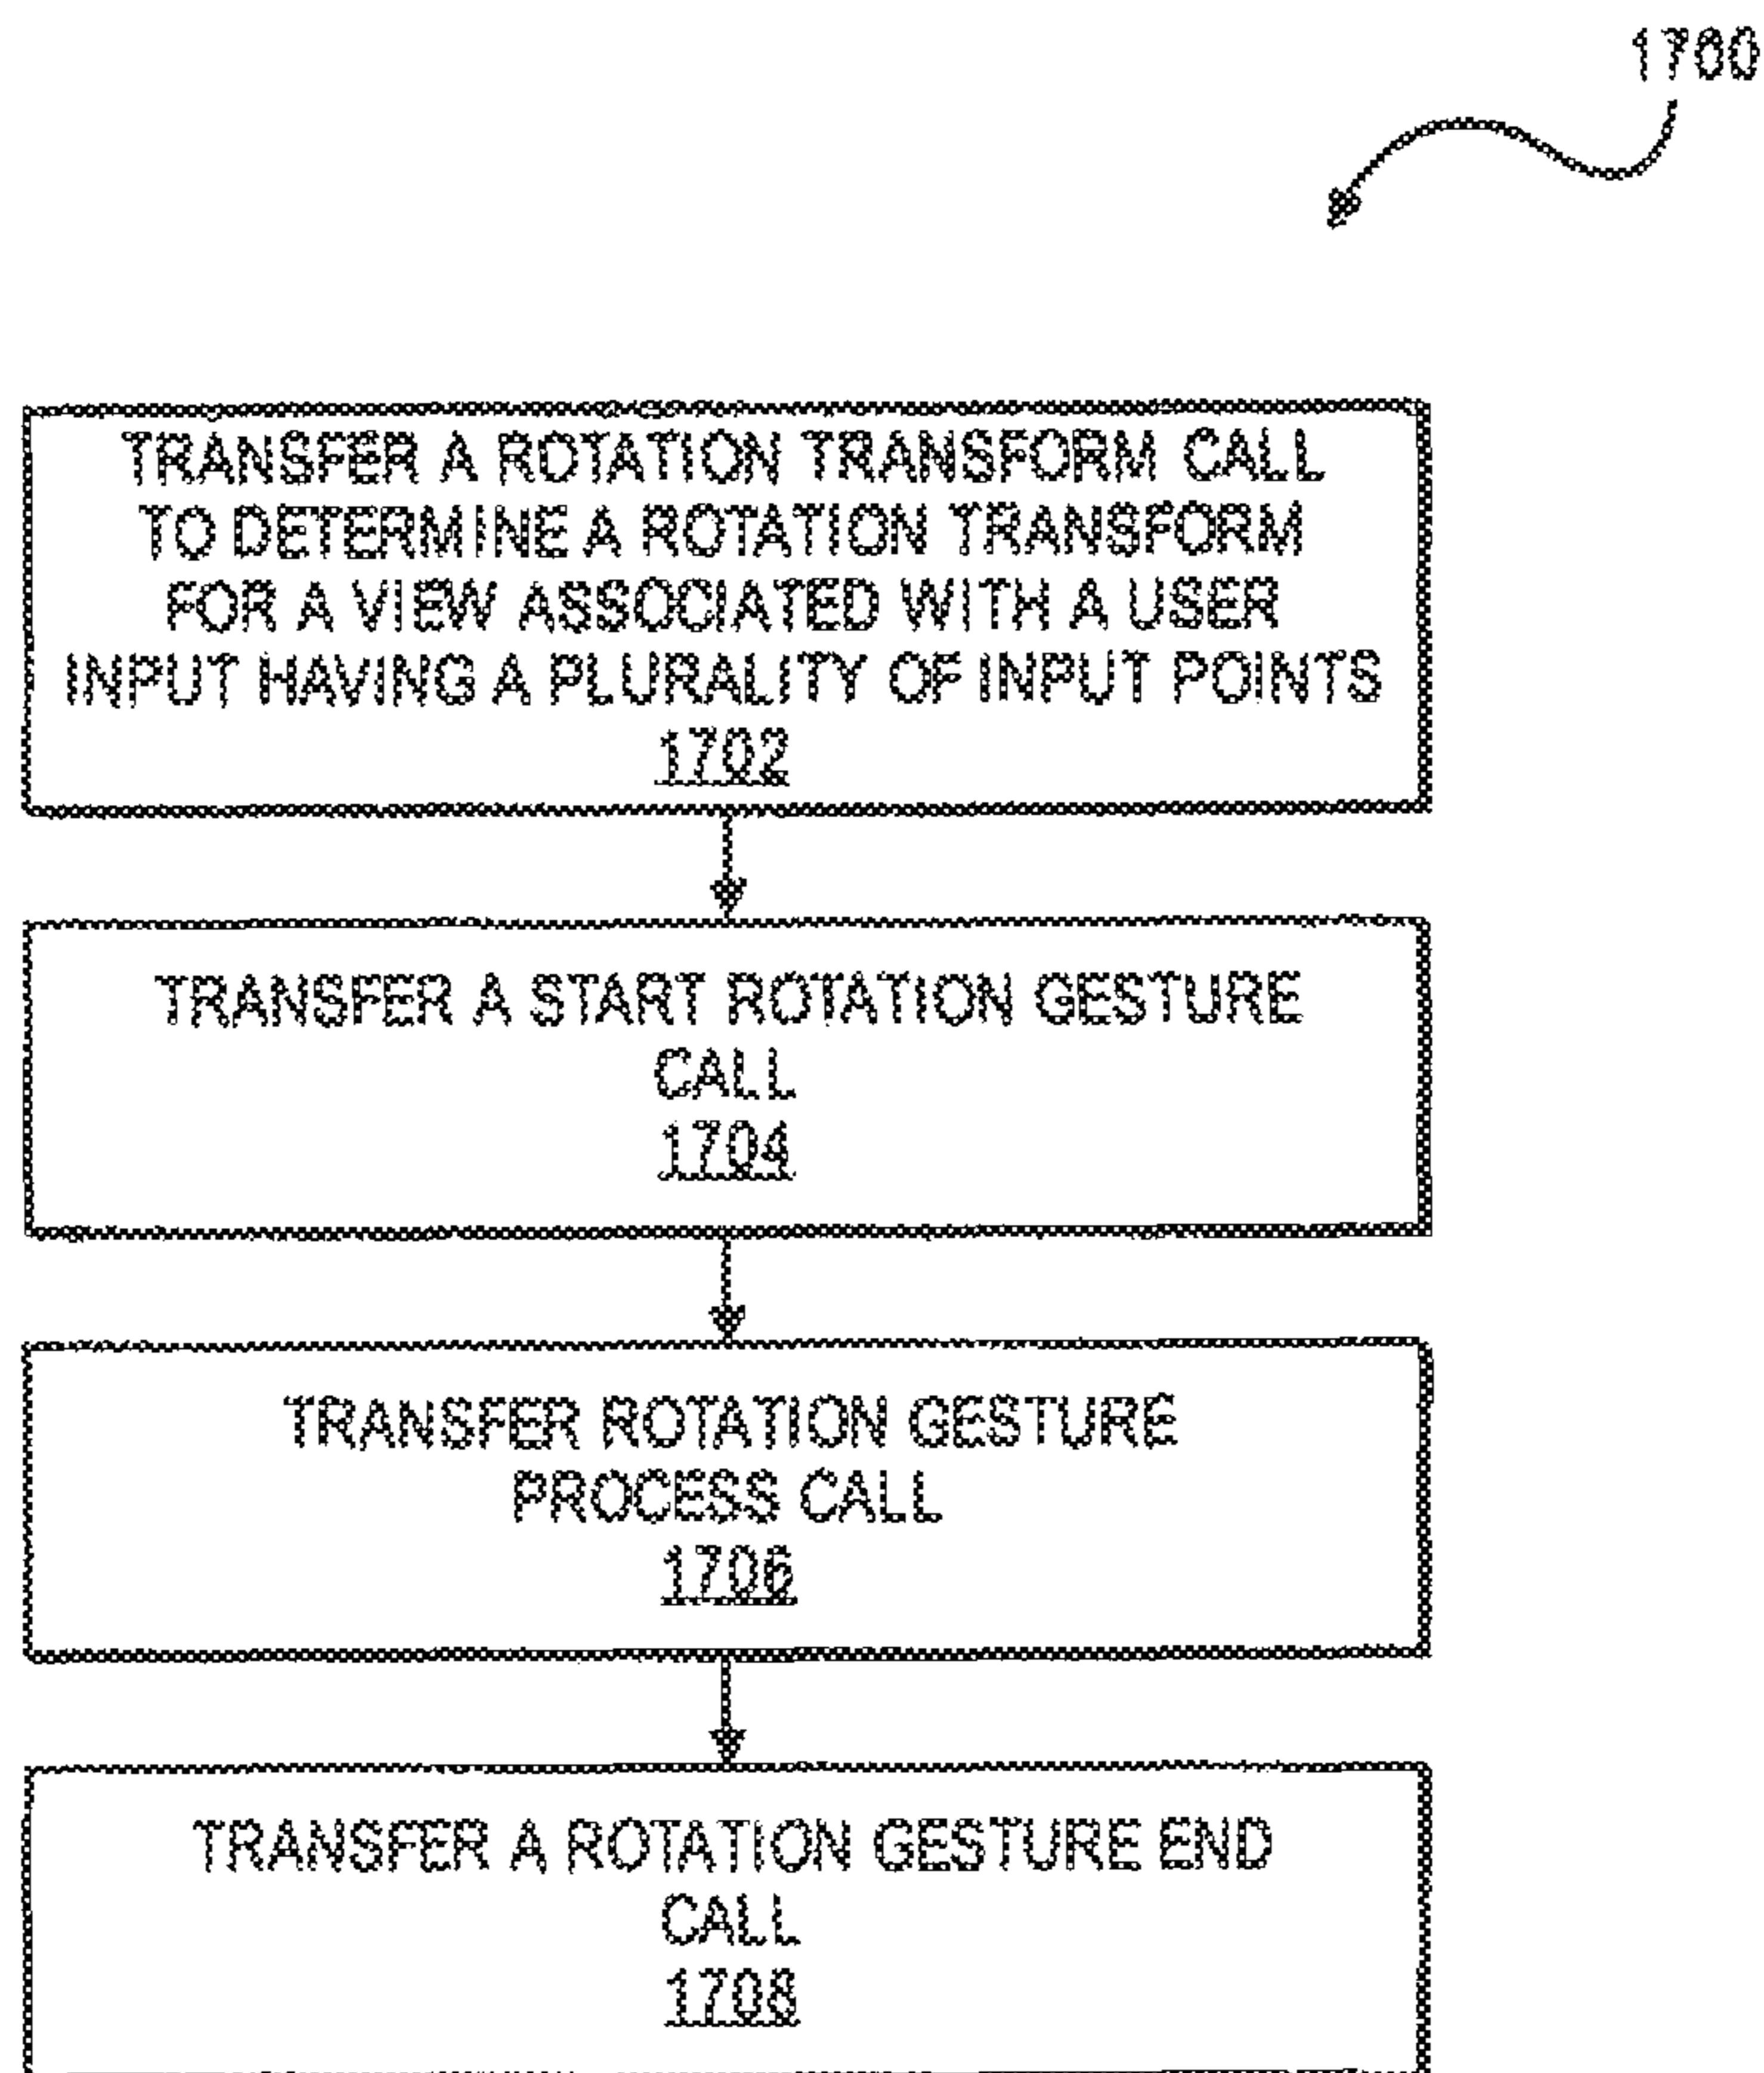 1700
TRANSFER A ROTATION TRANSFORM CALL
TO DETERMINE A ROTATION TRANSFORM
FOR A VIEW ASSOCIATED WITH A USER
INPUT HAVING A PLURALITY OF INPUT POINTS
1702
TRANSFER A START ROTATION GESTURE
CALL
1704
TRANSFER ROTATION GESTURE
PROCESS CALL
1706
TRANSFER A ROTATION GESTURE END
CALL
1708